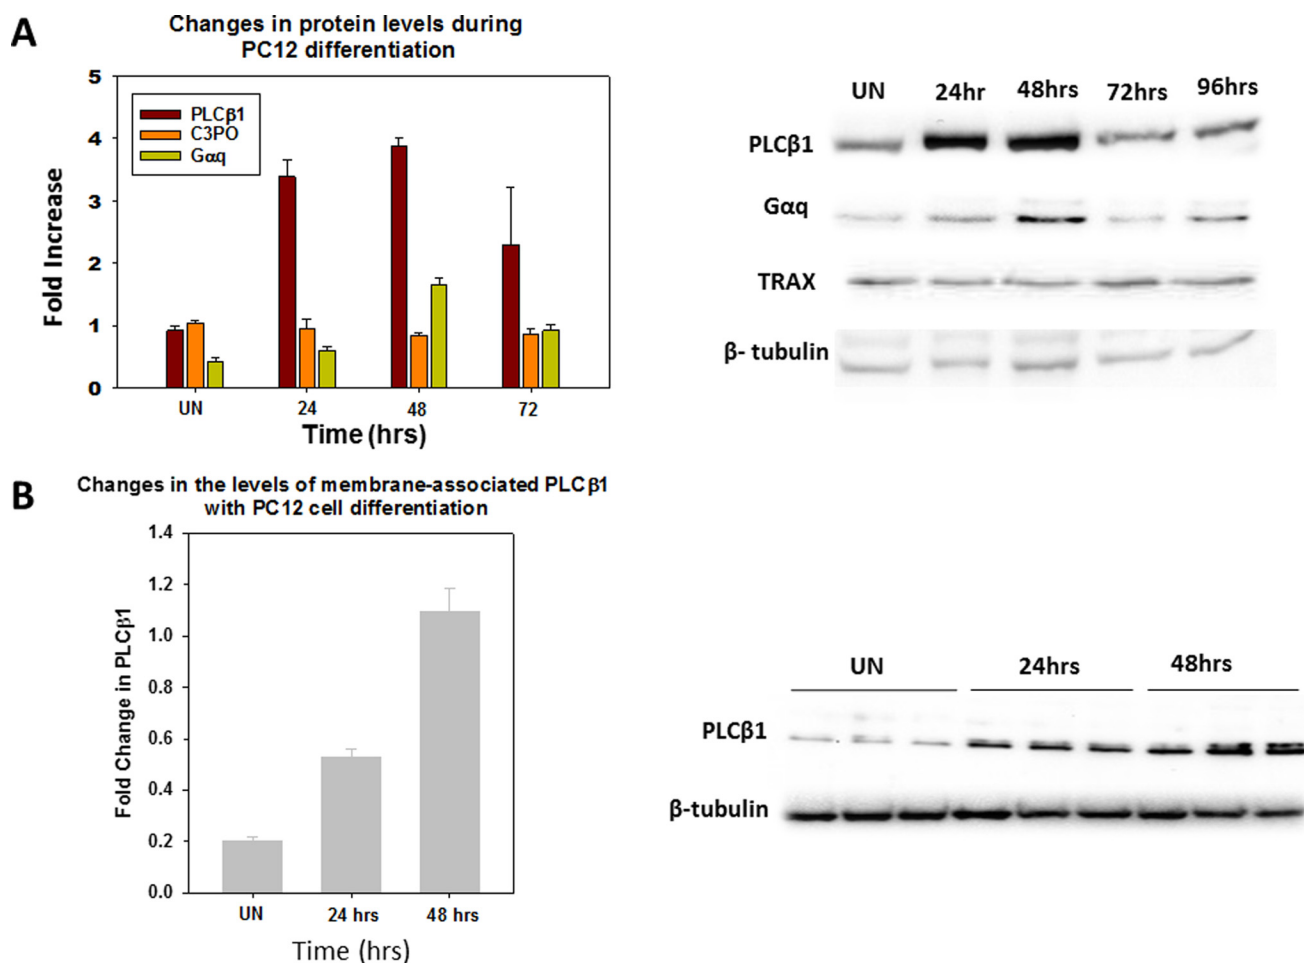 A
Changes in protein levels during
PC12 differentiation
5
4
3
2
1
0
Fold Increase
PLCβ1
C3PO
Gαq
UN 24 48 72
Time (hrs)
UN 24hr 48hrs 72hrs 96hrs
PLCβ1
Gαq
TRAX
β- tubulin
B
Changes in the levels of membrane-associated PLCβ1
with PC12 cell differentiation
1.4
1.2
1.0
0.8
0.6
0.4
0.2
0.0
Fold Change in PLCβ1
UN 24 hrs 48 hrs
Time (hrs)
UN 24hrs 48hrs
PLCβ1
β-tubulin